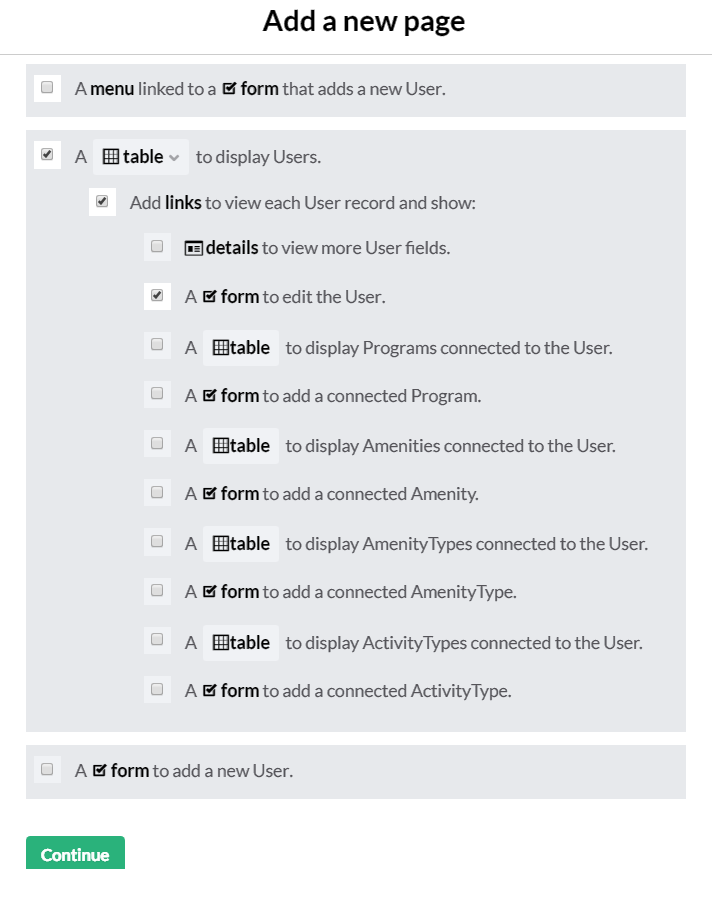 Add a new page
A menu linked to a form that adds a new User.
A table to display Users.
Add links to view each User record and show:
details to view more User fields.
A form to edit the User.
A table to display Programs connected to the User.
A form to add a connected Program.
A table to display Amenities connected to the User.
A form to add a connected Amenity.
A table to display AmenityTypes connected to the User.
A form to add a connected AmenityType.
A table to display ActivityTypes connected to the User.
A form to add a connected ActivityType.
A form to add a new User.
Continue